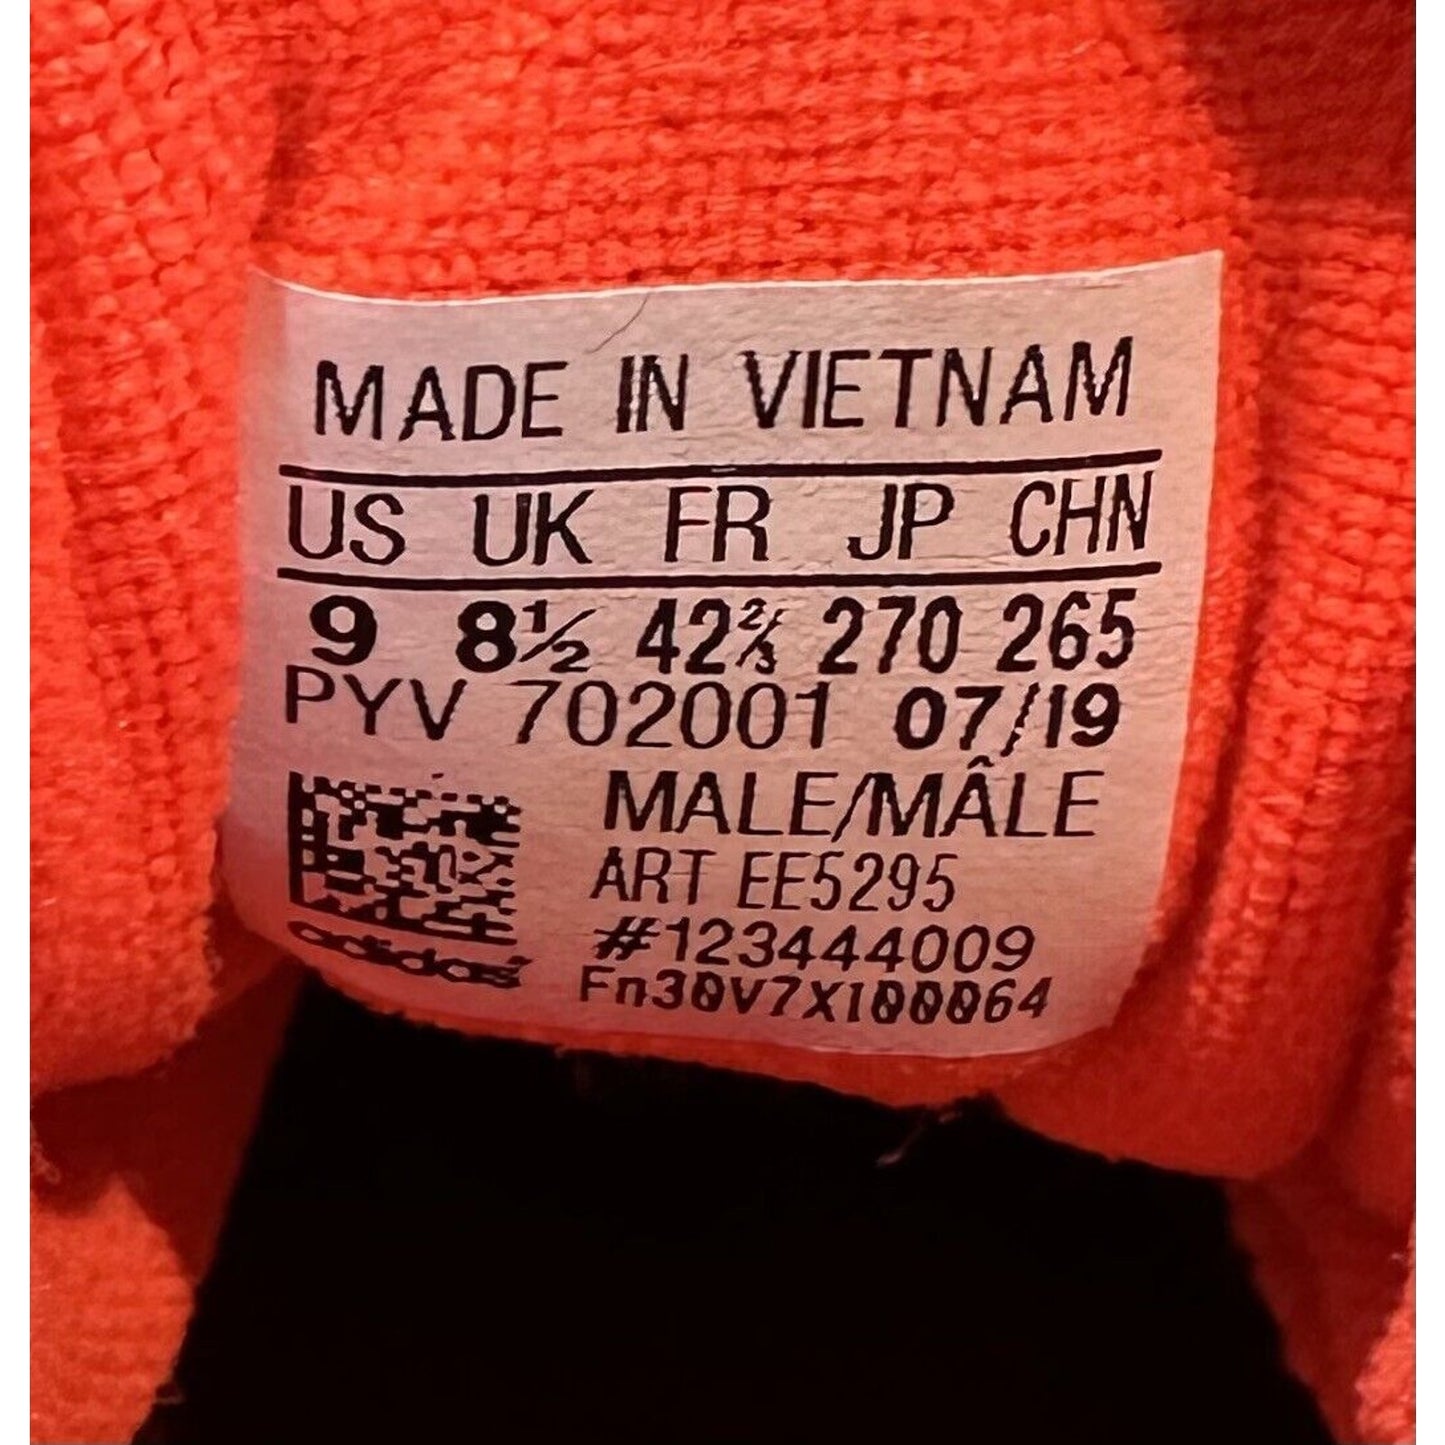 MADE IN VIETNAM
US UK FR JP CHN
9 8½ 42⅔ 270 265
PYV 702001 07/19
MALE/MÂLE
ART EE5295
#123444009
Fn30V7X100064
adidas